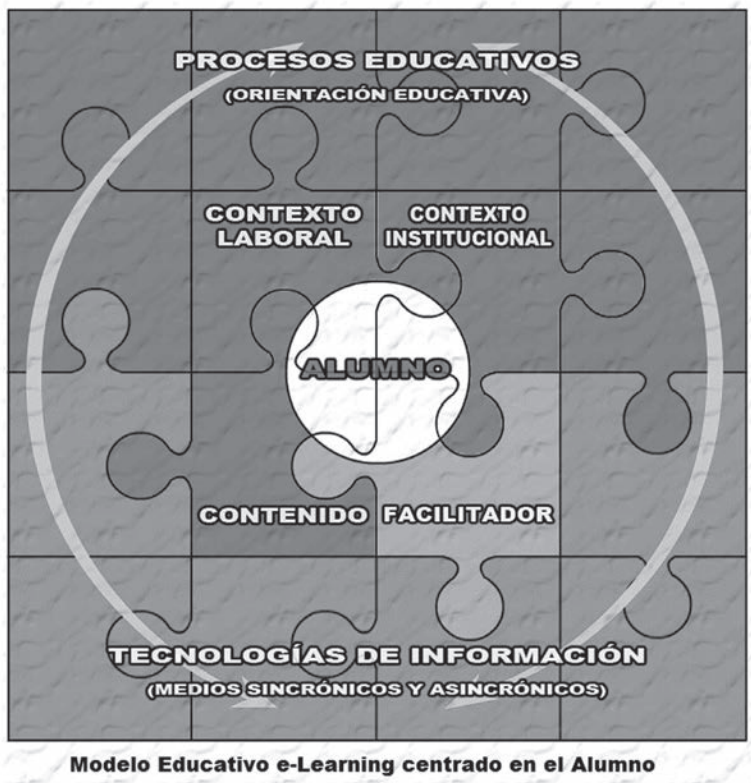 PROCESOS EDUCATIVOS
(ORIENTACIÓN EDUCATIVA)
CONTEXTO
LABORAL
CONTEXTO
INSTITUCIONAL
ALUMNO
CONTENIDO
FACILITADOR
TECNOLOGÍAS DE INFORMACIÓN
(MEDIOS SINCRÓNICOS Y ASINCRÓNICOS)
Modelo Educativo e-Learning centrado en el Alumno